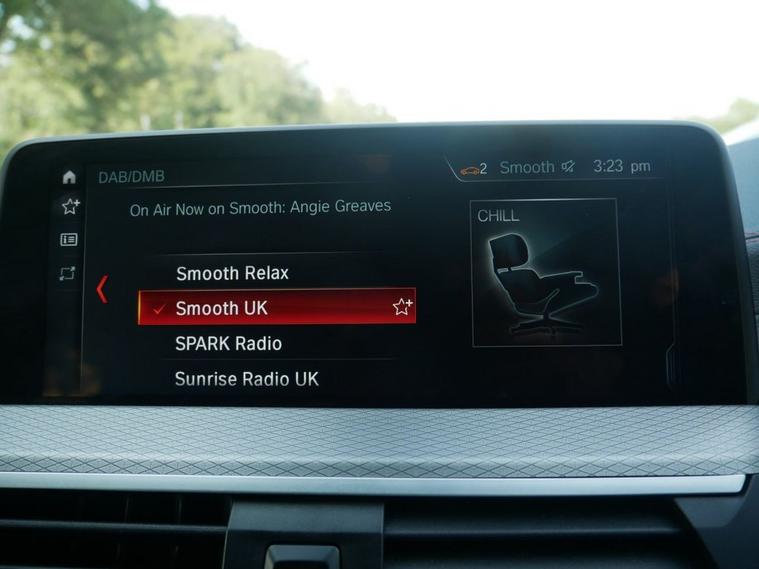 DAB/DMB
2 Smooth 3:23 pm
On Air Now on Smooth: Angie Greaves
CHILL
Smooth Relax
Smooth UK
SPARK Radio
Sunrise Radio UK